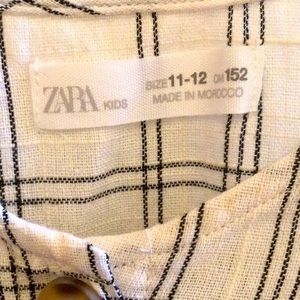 ZARA KIDS
SIZE 11-12 CM 152
MADE IN MOROCCO